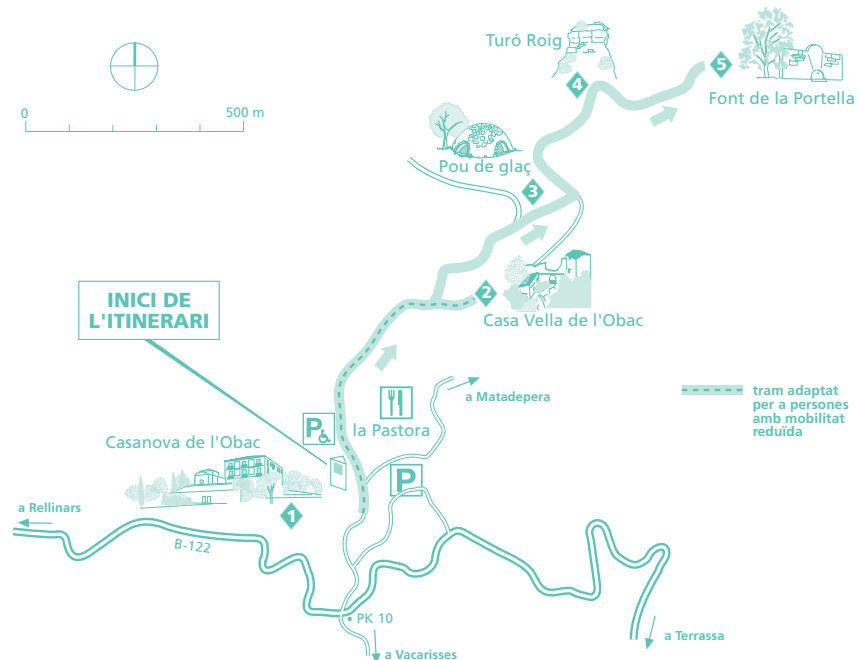 Turó Roig
4
5
Font de la Portella
0
500 m
Pou de glaç
3
2
Casa Vella de l'Obac
INICI DE
L'ITINERARI
tram adaptat
per a persones
amb mobilitat
reduïda
a Matadepera
P
la Pastora
Casanova de l'Obac
P
1
a Rellinars
B-122
PK 10
a Vacarisses
a Terrassa